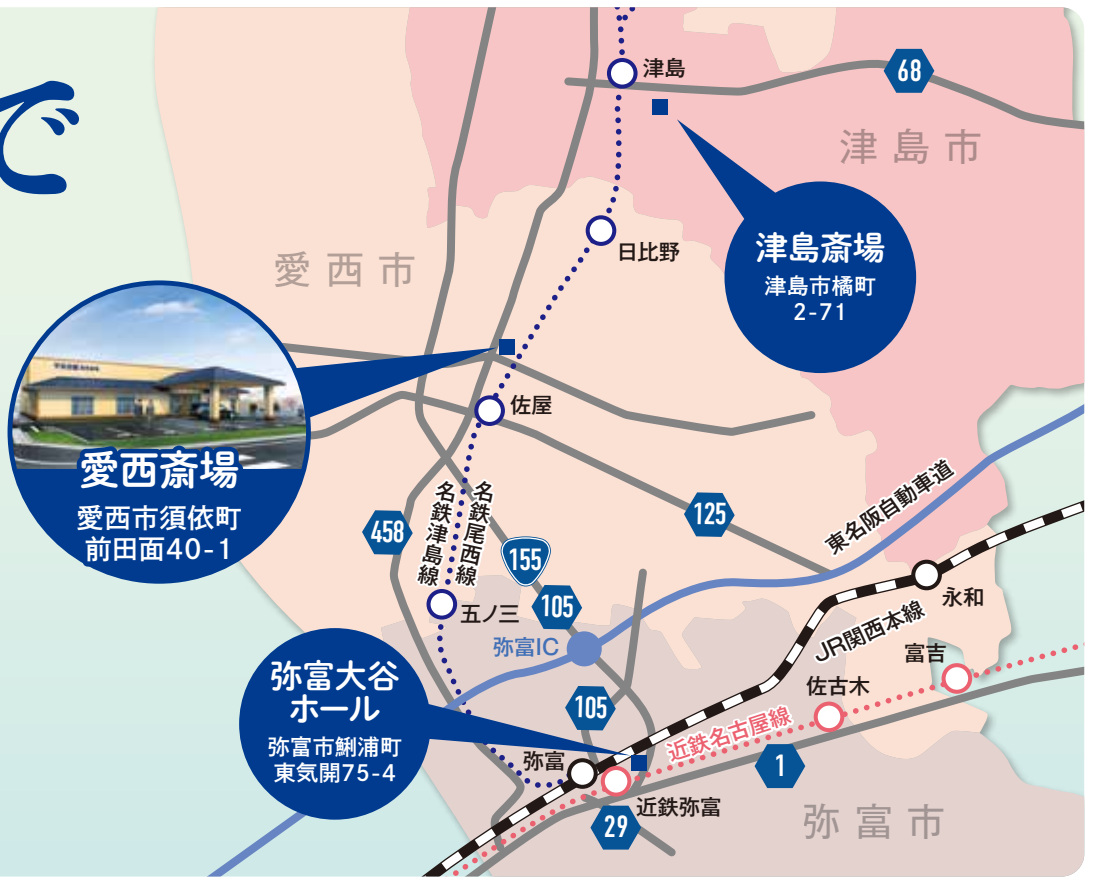 で
津島
68
津島市
愛西市
日比野
津島斎場
津島市橘町
2-71
佐屋
愛西斎場
愛西市須依町
前田面40-1
名鉄尾西線
名鉄津島線
458
155
125
105
東名阪自動車道
五ノ三
弥富IC
永和
JR関西本線
富吉
佐古木
弥富大谷
ホール
弥富市鯏浦町
東気開75-4
105
近鉄名古屋線
弥富
1
近鉄弥富
29
弥富市